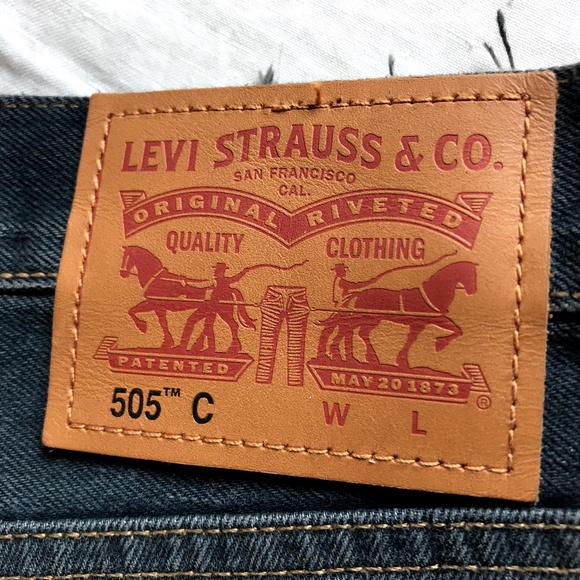 LEVI STRAUSS & CO.
SAN FRANCISCO
CAL.
ORIGINAL RIVETED
QUALITY CLOTHING
PATENTED MAY 20 1873
505™ C W L ®